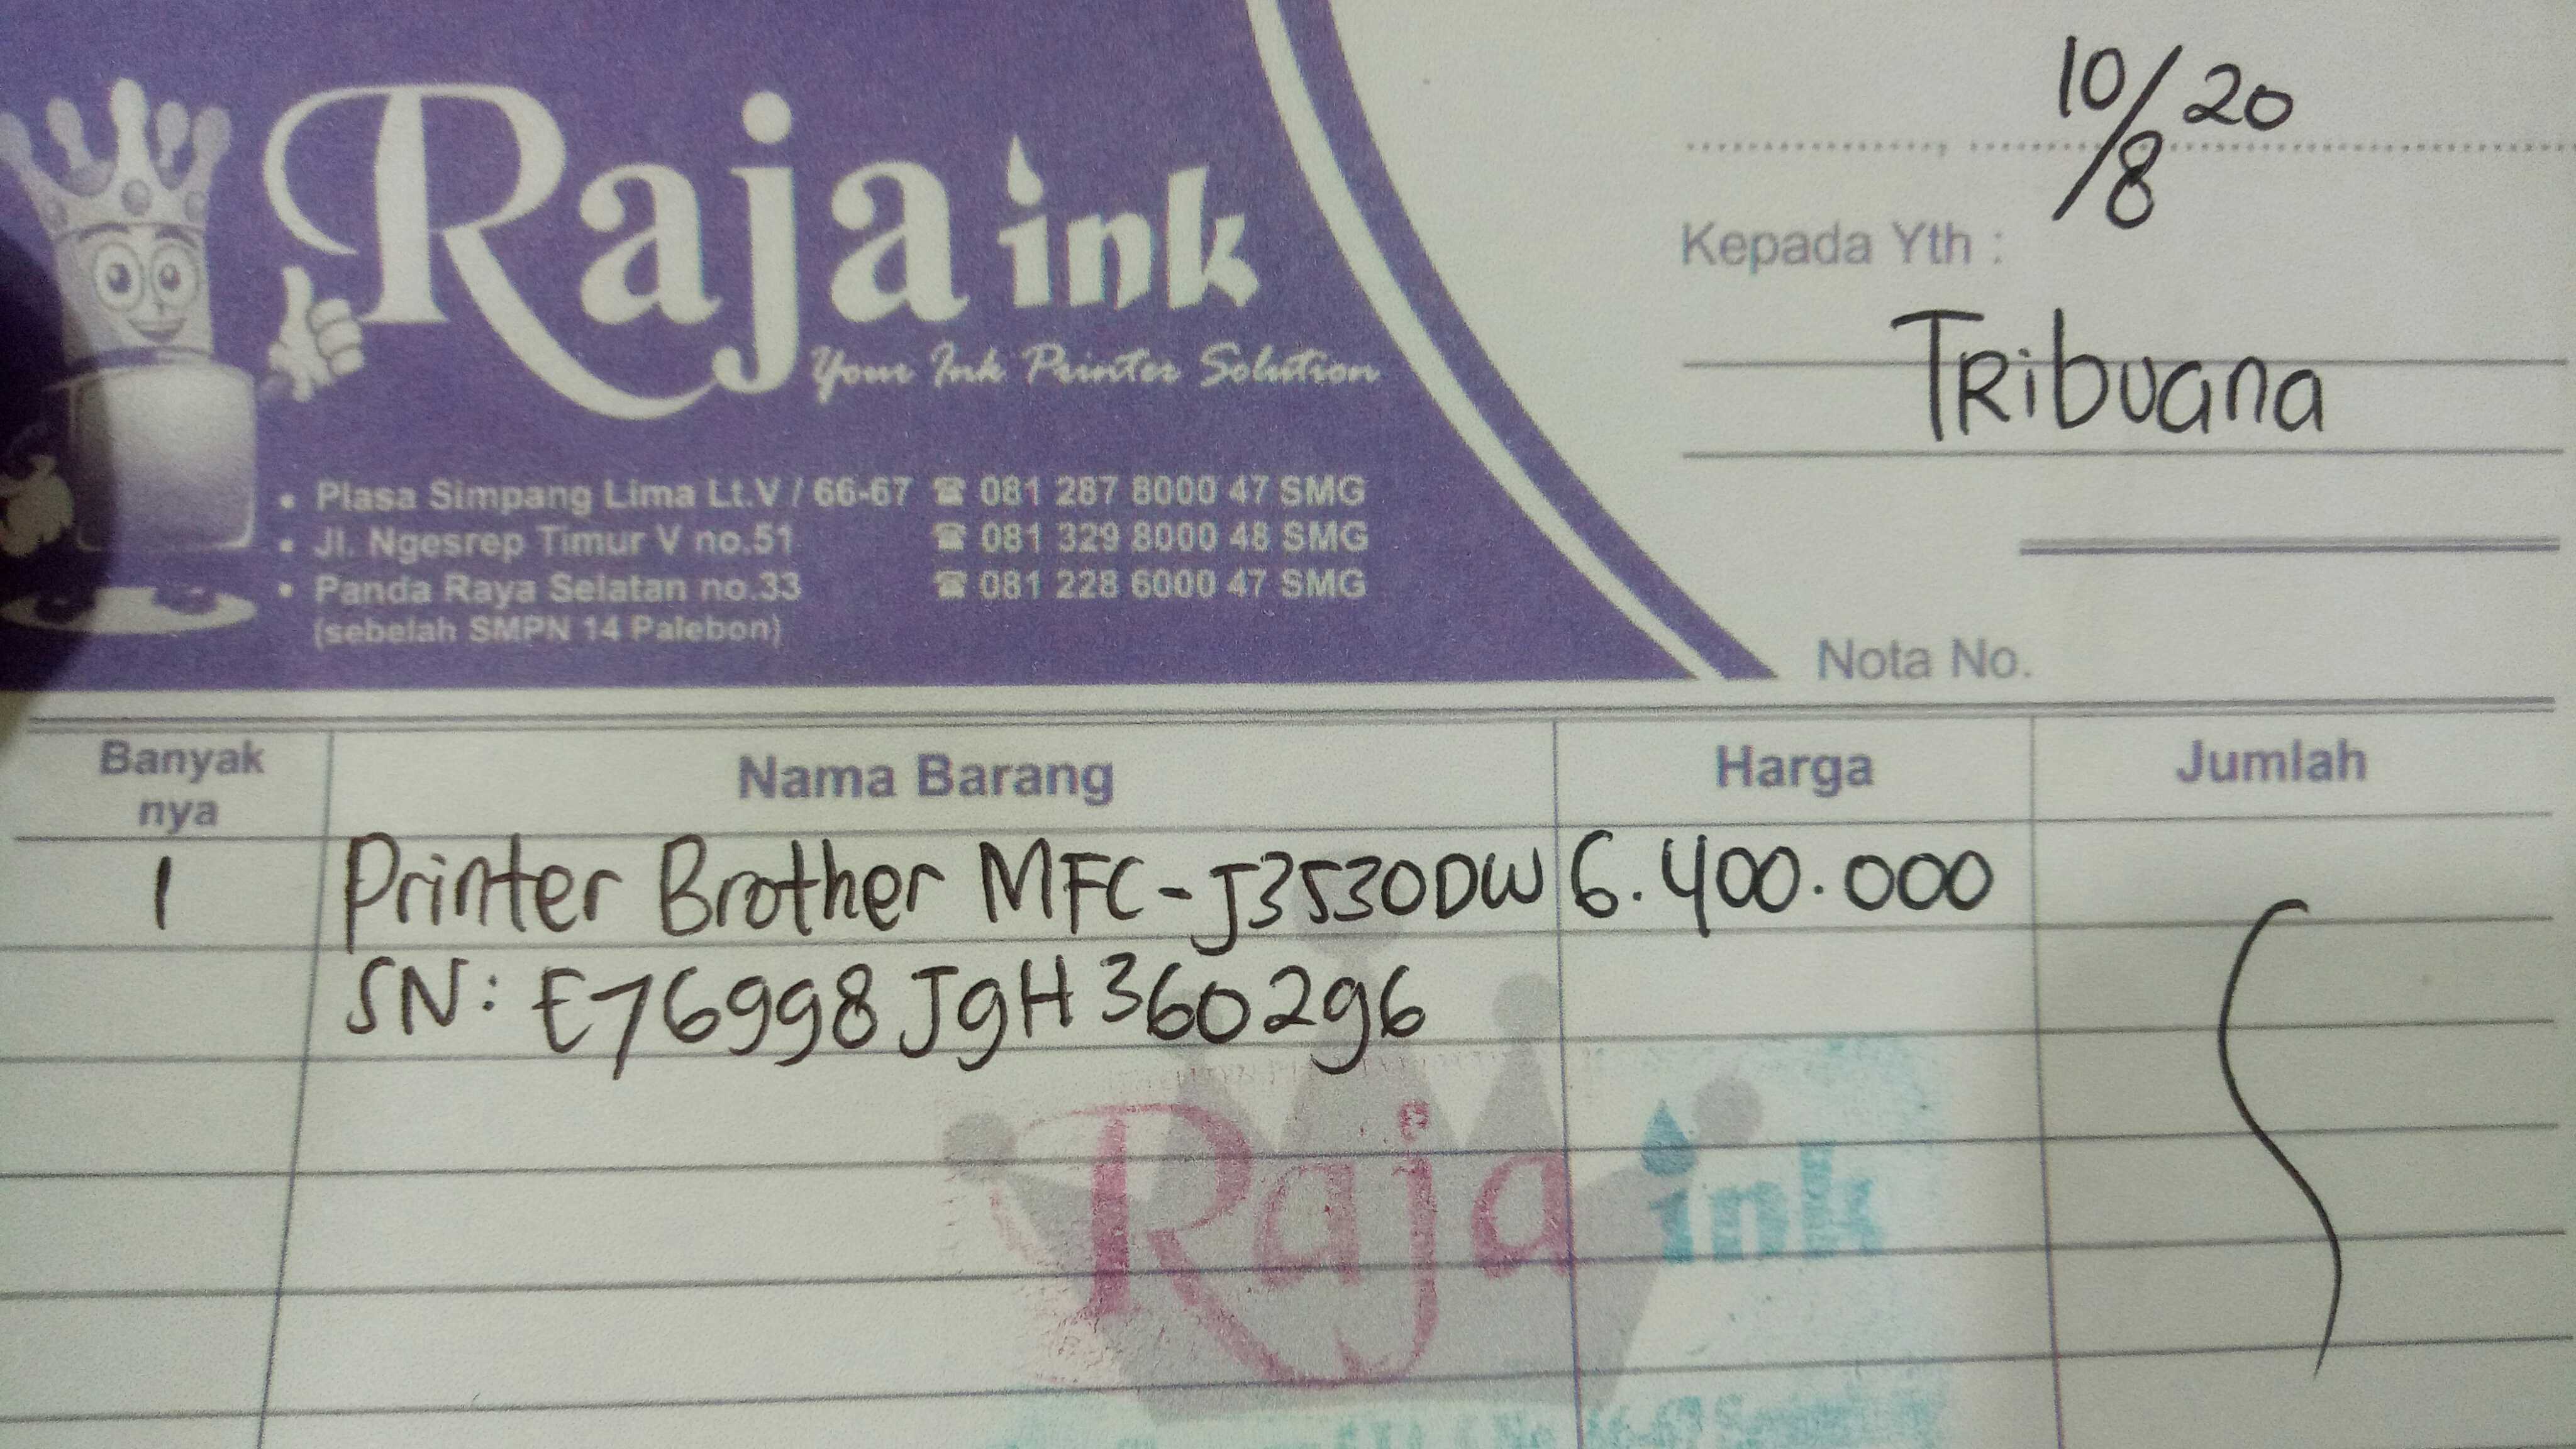 Raja ink
Your Ink Printer Solution
• Plasa Simpang Lima Lt.V / 66-67 ☎ 081 287 8000 47 SMG
• Jl. Ngesrep Timur V no.51 ☎ 081 329 8000 48 SMG
• Panda Raya Selatan no.33 ☎ 081 228 6000 47 SMG
(sebelah SMPN 14 Palebon)
10/8 20
Kepada Yth :
Tribuana
Nota No.
Banyak nya Nama Barang Harga Jumlah
1 Printer Brother MFC-J3530DW 6.400.000
SN: E76998J9H360296
Raja ink